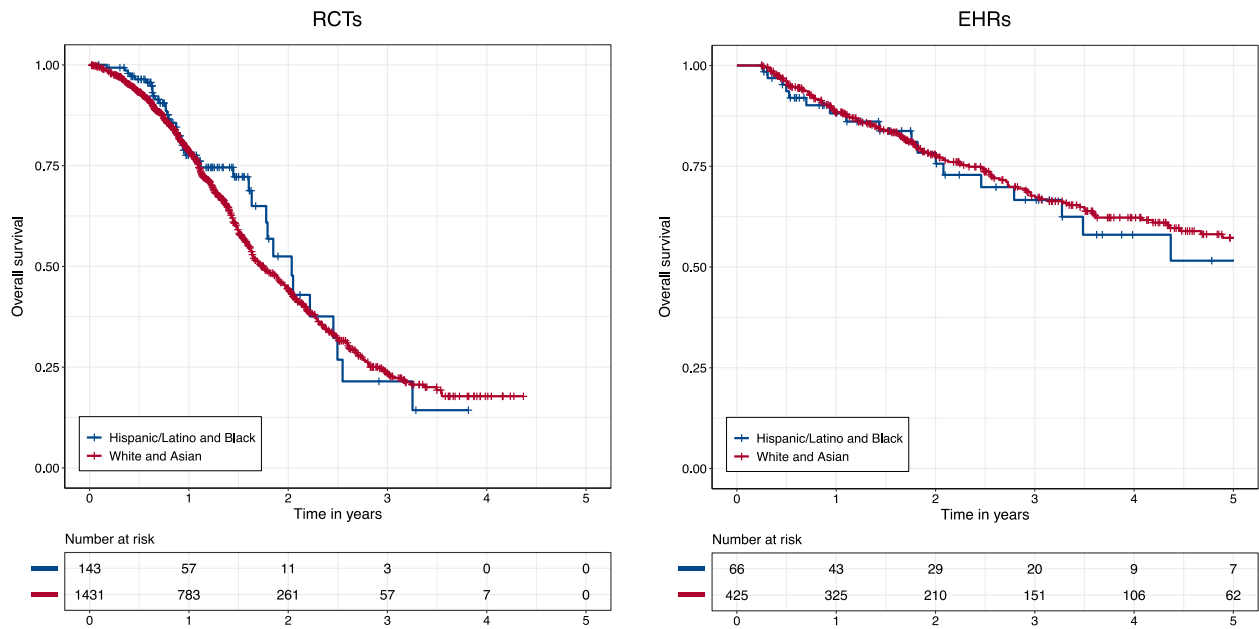 RCTs
1.00
0.75
0.50
0.25
0.00
Overall survival
Hispanic/Latino and Black
White and Asian
0 1 2 3 4 5
Time in years
Number at risk
143 57 11 3 0 0
1431 783 261 57 7 0
0 1 2 3 4 5
EHRs
1.00
0.75
0.50
0.25
0.00
Overall survival
Hispanic/Latino and Black
White and Asian
0 1 2 3 4 5
Time in years
Number at risk
66 43 29 20 9 7
425 325 210 151 106 62
0 1 2 3 4 5